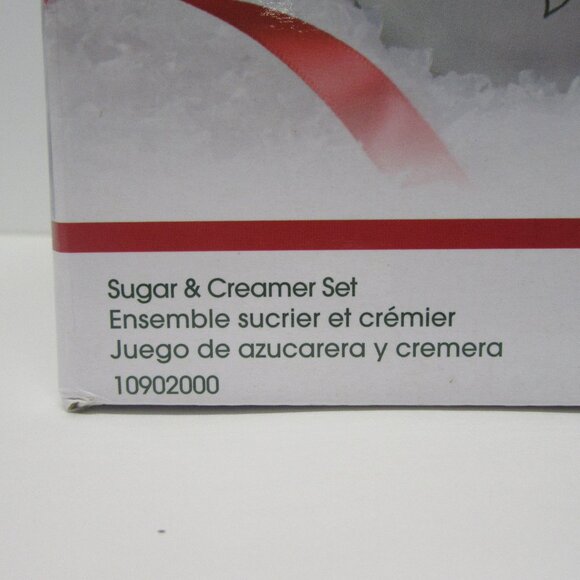 Sugar & Creamer Set
Ensemble sucrier et crémier
Juego de azucarera y cremera
10902000